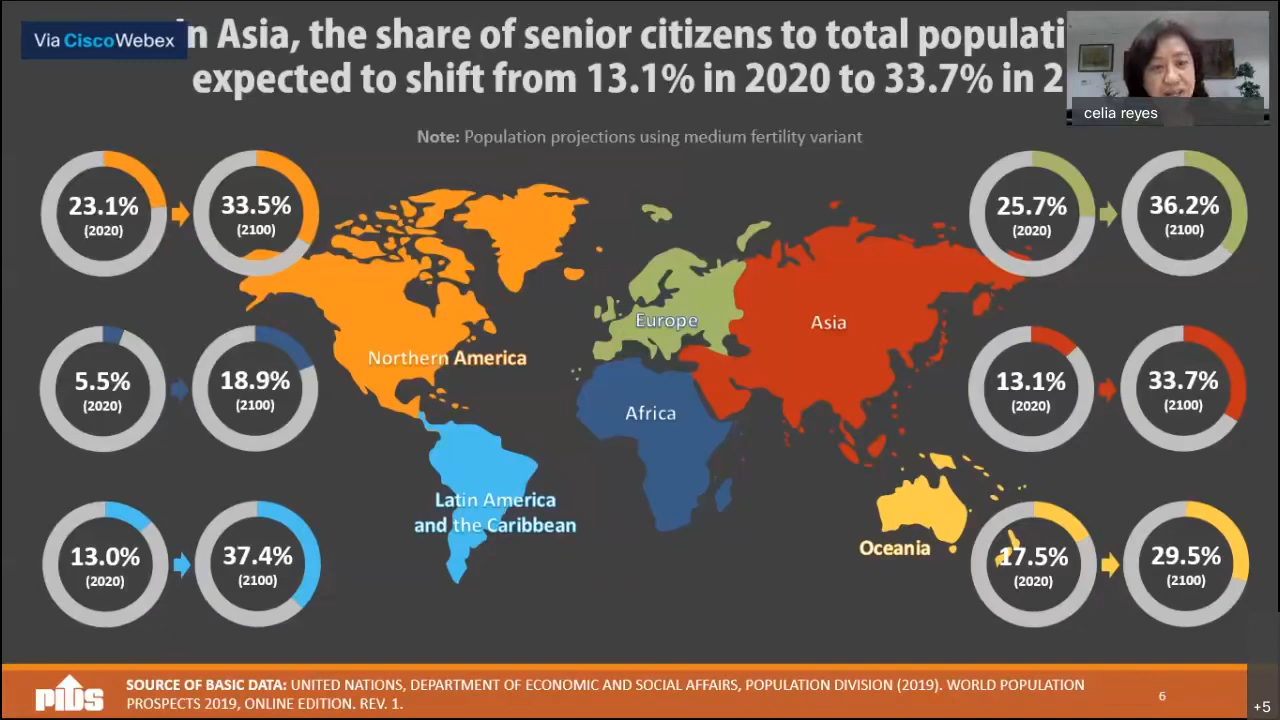 Via CiscoWebex
n Asia, the share of senior citizens to total populati
expected to shift from 13.1% in 2020 to 33.7% in 2
celia reyes
Note: Population projections using medium fertility variant
23.1%
(2020)
33.5%
(2100)
25.7%
(2020)
36.2%
(2100)
Europe
Asia
Northern America
5.5%
(2020)
18.9%
(2100)
13.1%
(2020)
33.7%
(2100)
Africa
Latin America
and the Caribbean
Oceania
13.0%
(2020)
37.4%
(2100)
17.5%
(2020)
29.5%
(2100)
pids
SOURCE OF BASIC DATA: UNITED NATIONS, DEPARTMENT OF ECONOMIC AND SOCIAL AFFAIRS, POPULATION DIVISION (2019). WORLD POPULATION
PROSPECTS 2019, ONLINE EDITION. REV. 1.
6
+5